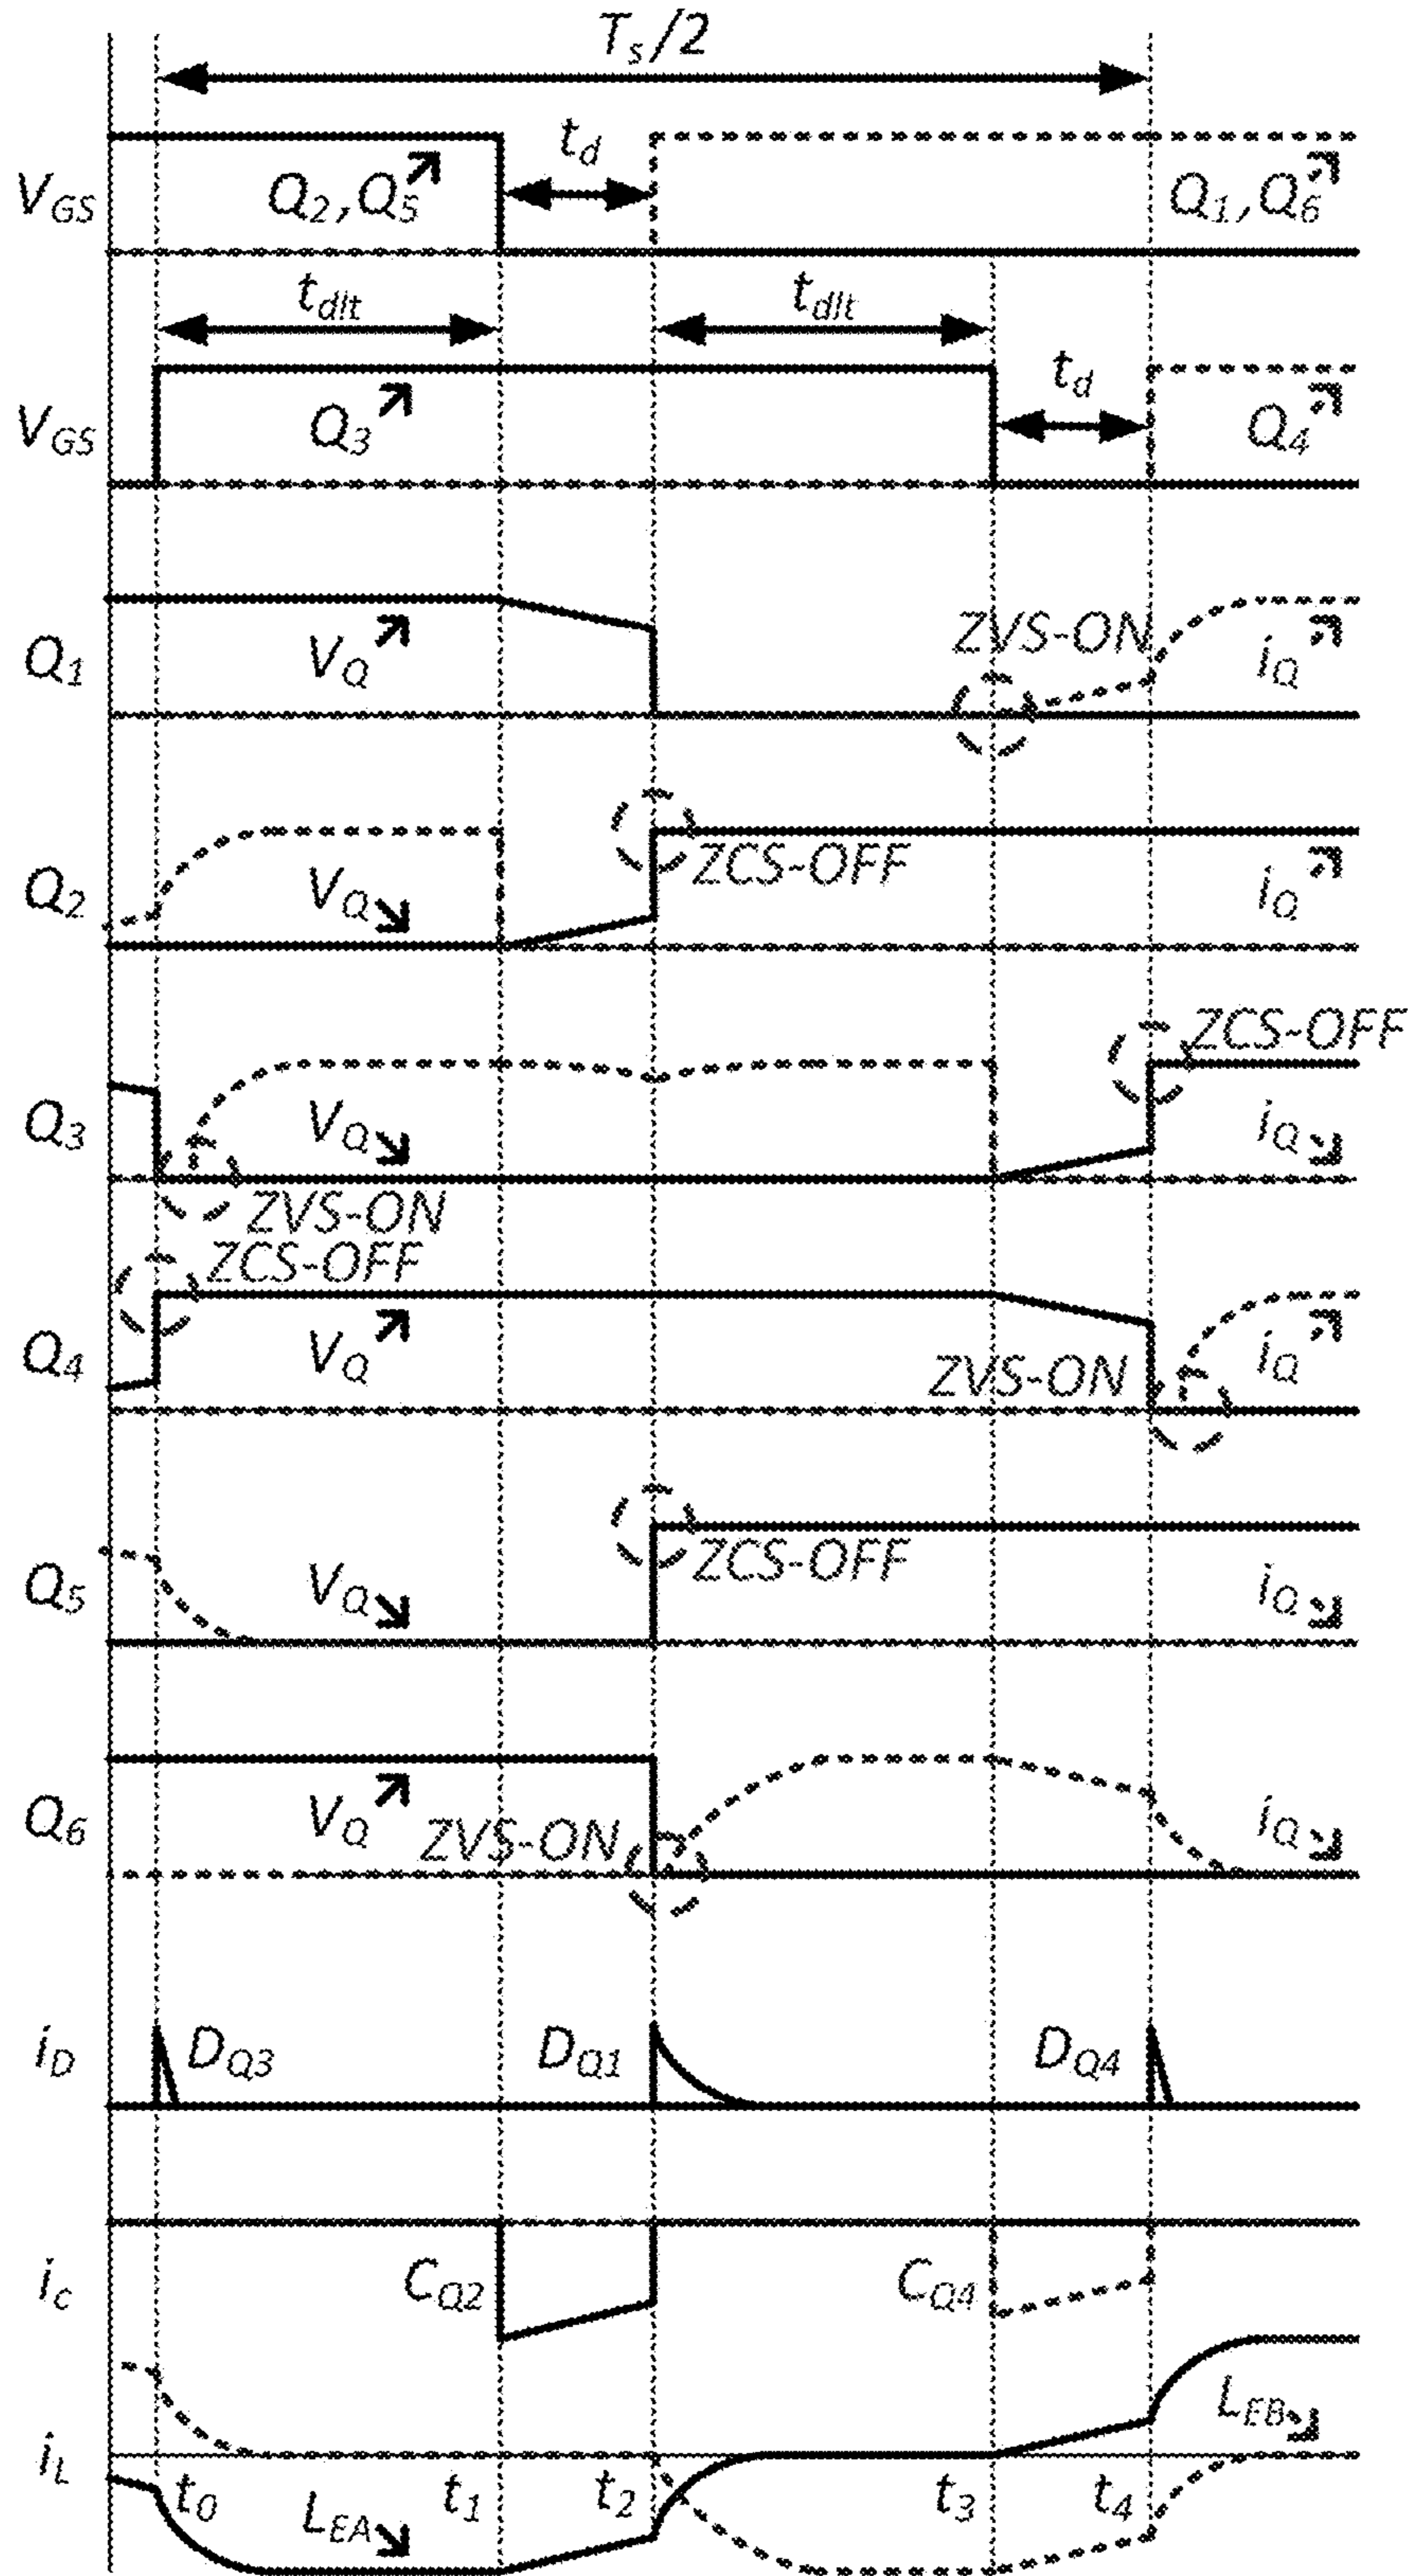 Ts/2
VGS
Q2,Q5
td
Q1,Q6
tdlt
tdlt
VGS
Q3
td
Q4
Q1
VQ
ZVS-ON
iQ
Q2
VQ
ZCS-OFF
iQ
ZCS-OFF
Q3
VQ
iQ
ZVS-ON
ZCS-OFF
Q4
VQ
ZVS-ON
iQ
Q5
VQ
ZCS-OFF
iQ
Q6
VQ
ZVS-ON
iQ
iD
DQ3
DQ1
DQ4
ic
CQ2
CQ4
LEB
iL
t0
LEA
t1
t2
t3
t4